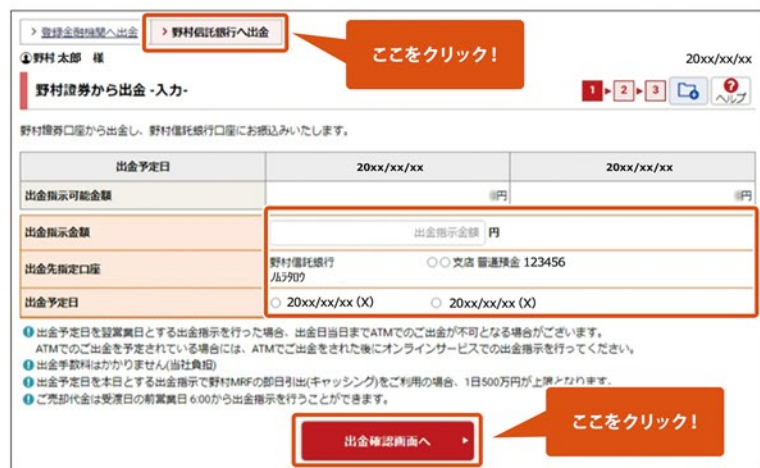 > 登録金融機関へ出金 > 野村信託銀行へ出金
ここをクリック!
野村 太郎 様
20xx/xx/xx
野村證券から出金 -入力-
1 2 3 ? ヘルプ
野村證券口座から出金し、野村信託銀行口座にお振込みいたします。
出金予定日 20xx/xx/xx 20xx/xx/xx
出金指示可能金額 円 円
出金指示金額 出金指示金額 円
出金先指定口座 野村信託銀行 ○○支店 普通預金 123456
ノムラタロウ
出金予定日 20xx/xx/xx (X) 20xx/xx/xx (X)
出金予定日を翌営業日とする出金指示を行った場合、出金日当日までATMでのご出金が不可となる場合がございます。
ATMでのご出金を予定されている場合には、ATMでご出金をされた後にオンラインサービスでの出金指示を行ってください。
出金手数料はかかりません(当社負担)
出金予定日を本日とする出金指示で野村MRFの即日引出(キャッシング)をご利用の場合、1日500万円が上限となります。
ご売却代金は受渡日の前営業日 6:00から出金指示を行うことができます。
ここをクリック!
出金確認画面へ